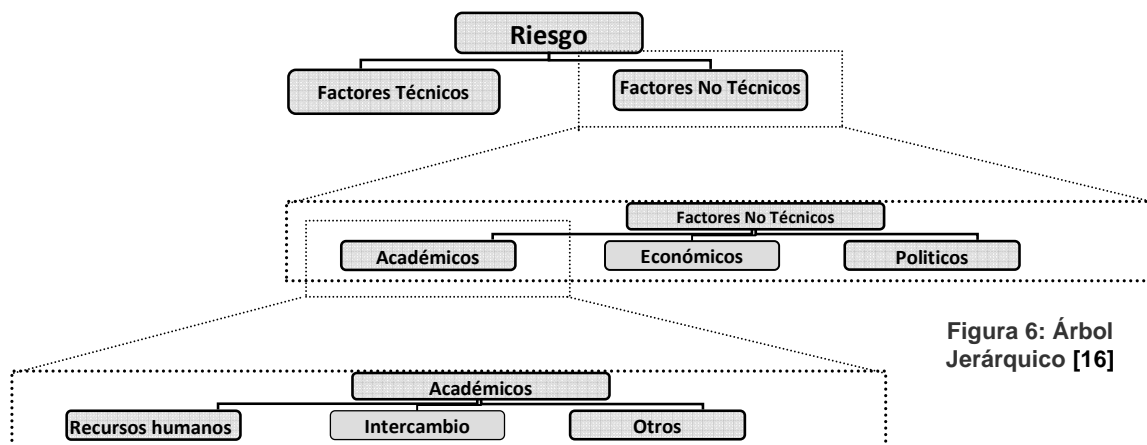 Riesgo
Factores Técnicos
Factores No Técnicos
Factores No Técnicos
Académicos
Económicos
Politicos
Figura 6: Árbol
Jerárquico [16]
Académicos
Recursos humanos
Intercambio
Otros